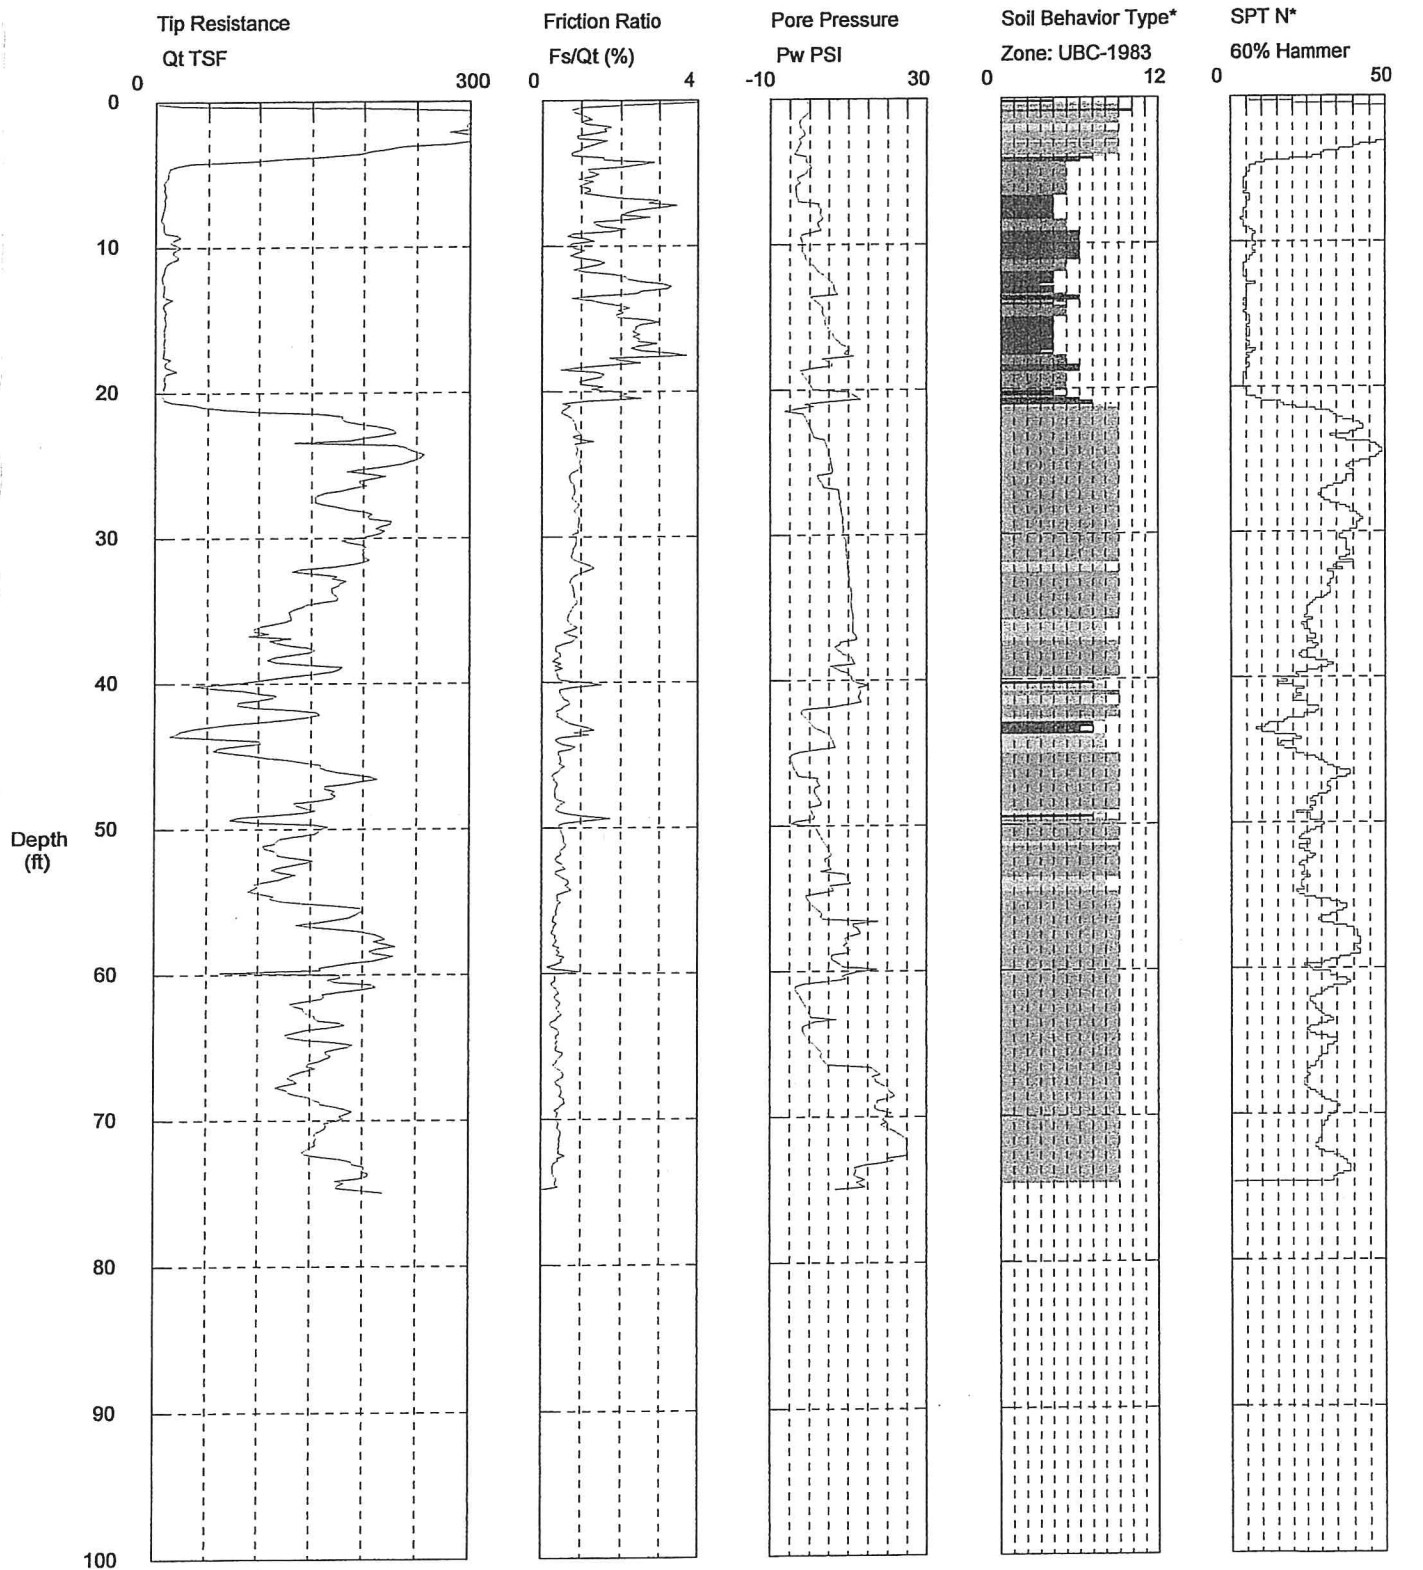 Tip Resistance Friction Ratio Pore Pressure Soil Behavior Type* SPT N*
Qt TSF Fs/Qt (%) Pw PSI Zone: UBC-1983 60% Hammer
0 300 0 4 -10 30 0 12 0 50
0
10
20
30
40
50
Depth
(ft)
60
70
80
90
100